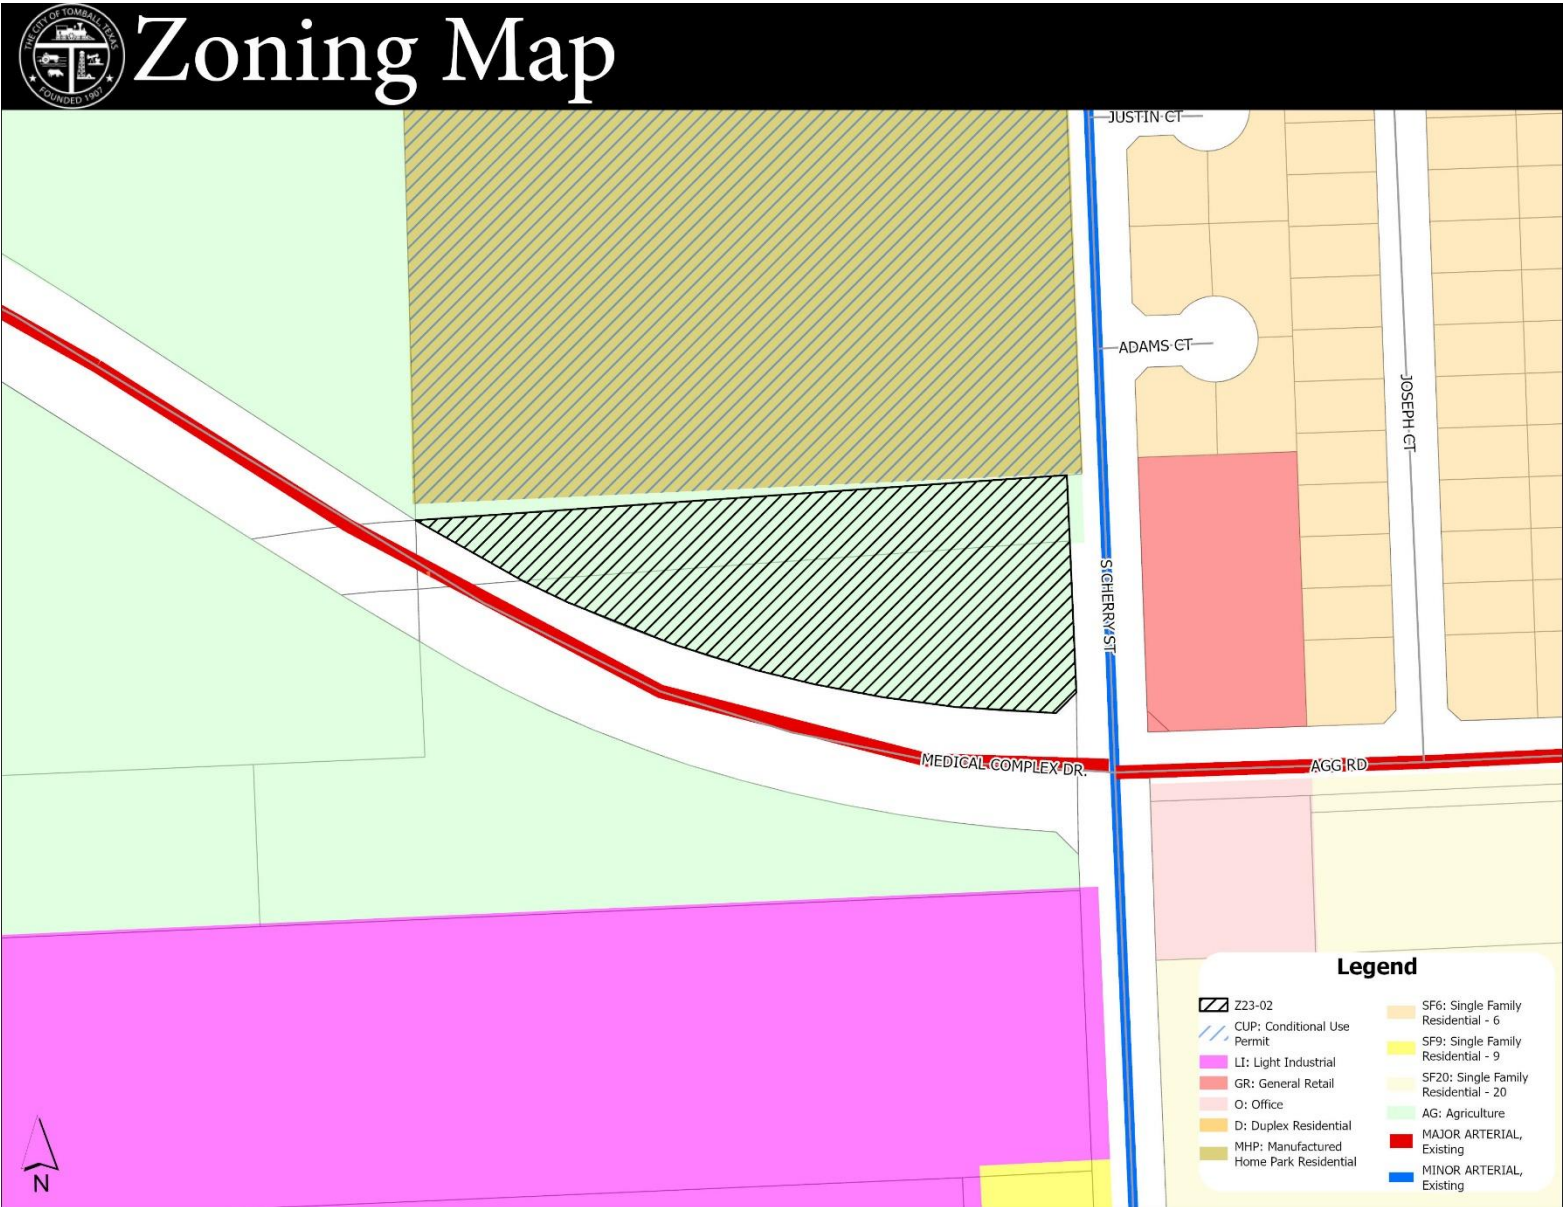 THE CITY OF TOMBALL, TEXAS
FOUNDED 1907
Zoning Map
JUSTIN CT
ADAMS CT
JOSEPH CT
S CHERRY ST
MEDICAL COMPLEX DR.
AGG RD
N
Legend
Z23-02
CUP: Conditional Use
Permit
LI: Light Industrial
GR: General Retail
O: Office
D: Duplex Residential
MHP: Manufactured
Home Park Residential
SF6: Single Family
Residential - 6
SF9: Single Family
Residential - 9
SF20: Single Family
Residential - 20
AG: Agriculture
MAJOR ARTERIAL,
Existing
MINOR ARTERIAL,
Existing